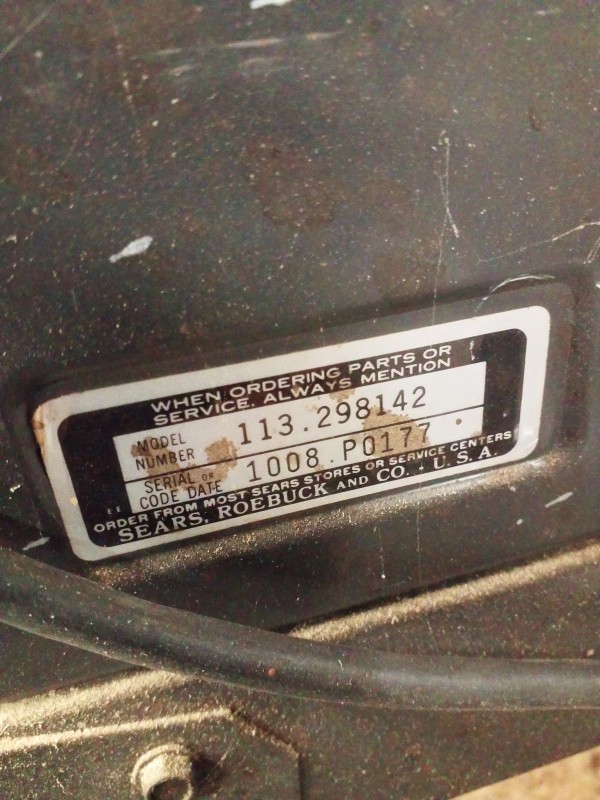 WHEN ORDERING PARTS OR
SERVICE, ALWAYS MENTION
MODEL
NUMBER 113.298142
SERIAL OR
CODE DATE 1008.P0177
ORDER FROM MOST SEARS STORES OR SERVICE CENTERS
SEARS, ROEBUCK AND CO. - U.S.A.